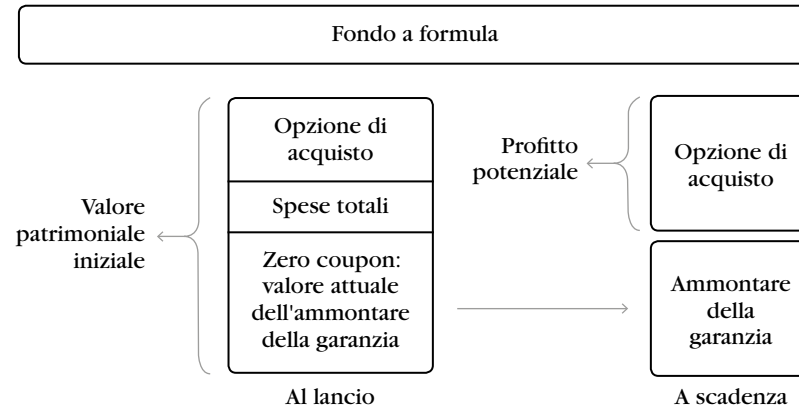 Fondo a formula
Valore
patrimoniale
iniziale
Opzione di
acquisto
Spese totali
Zero coupon:
valore attuale
dell'ammontare
della garanzia
Al lancio
Profitto
potenziale
Opzione di
acquisto
Ammontare
della
garanzia
A scadenza